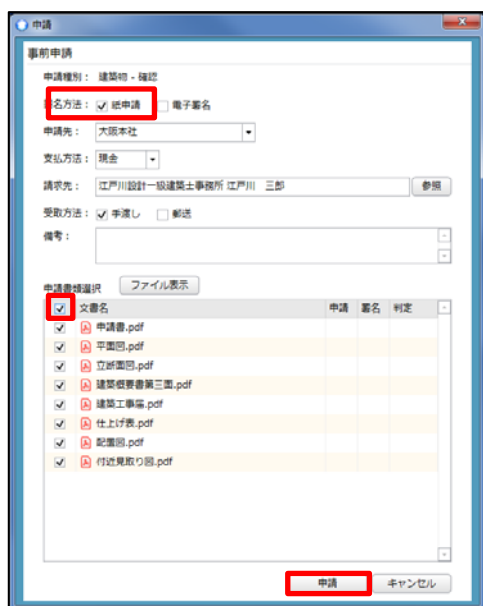 申請
事前申請
申請種別： 建築物 - 確認
署名方法： 紙申請 電子署名
申請先： 大阪本社
支払方法： 現金
請求先： 江戸川設計一級建築士事務所 江戸川 三郎 参照
受取方法： 手渡し 郵送
備考：
申請書類選択 ファイル表示
文書名 申請 署名 判定
申請書.pdf
平面図.pdf
立断面図.pdf
建築概要書第三面.pdf
建築工事届.pdf
仕上げ表.pdf
配置図.pdf
付近見取り図.pdf
申請 キャンセル